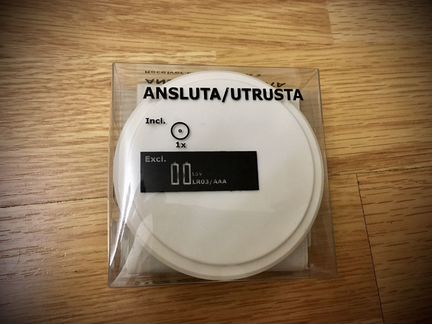 ANSLUTA/UTRUSTA
Incl.
1x
Excl.
1.5V
LR03/AAA